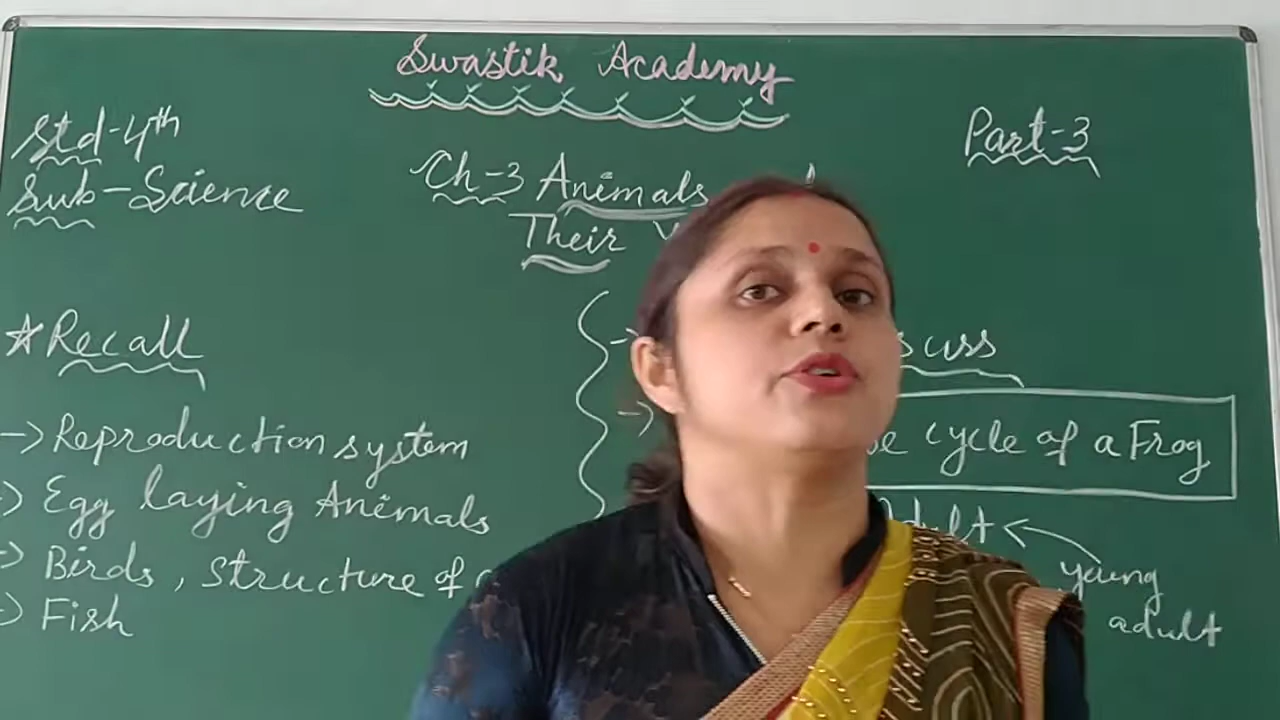 Swastik Academy
Std-4th
Part-3
Sub-Science
Ch-3 Animals
Their
☆Recall
-> Reproduction system
-> Egg laying Animals
-> Birds, structure of
-> Fish
->
->
cycle of a Frog
young
adult